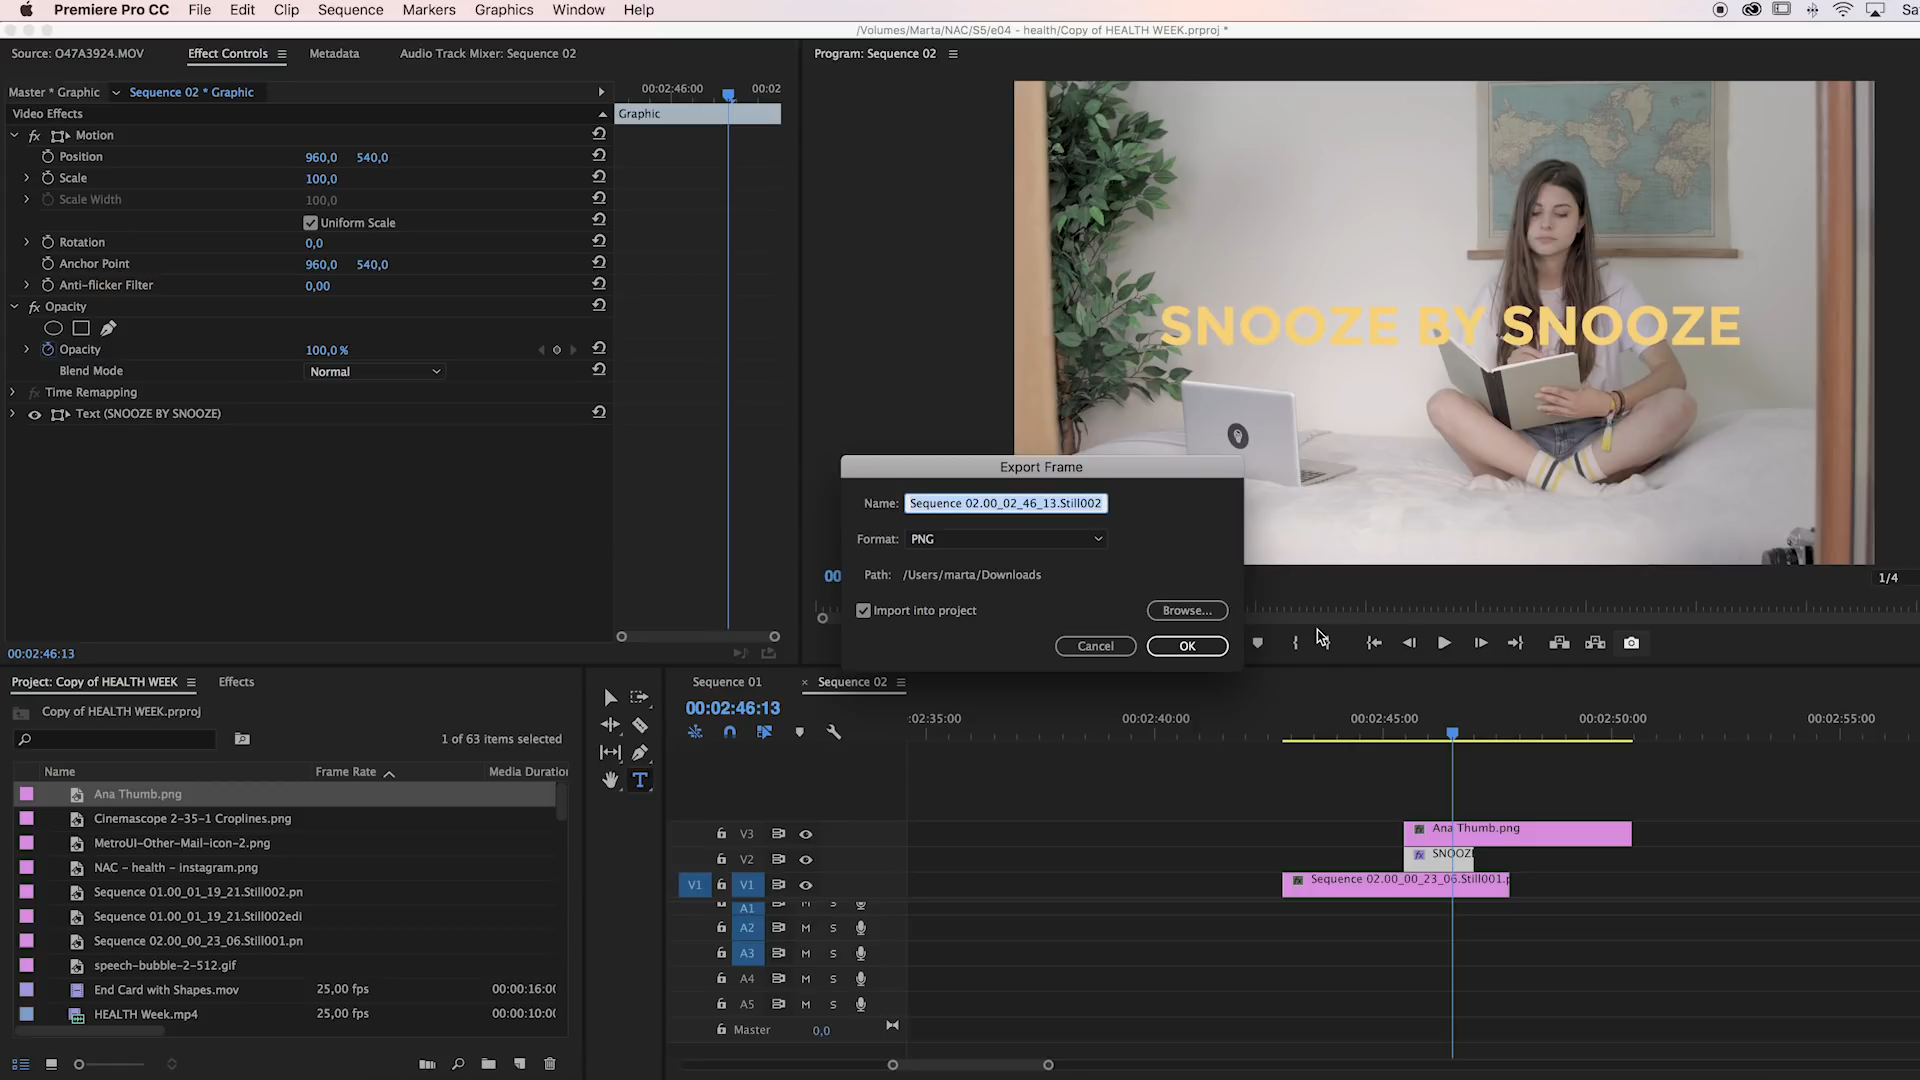 Premiere Pro CC File Edit Clip Sequence Markers Graphics Window Help
/Volumes/Marta/NAC/S5/e04 - health/Copy of HEALTH WEEK.prproj *
Source: O47A3924.MOV Effect Controls Metadata Audio Track Mixer: Sequence 02
Program: Sequence 02
Master * Graphic Sequence 02 * Graphic
00:02:46:00 00:02
Video Effects
Graphic
fx Motion
Position 960,0 540,0
Scale 100,0
Scale Width 100,0
Uniform Scale
Rotation 0,0
Anchor Point 960,0 540,0
Anti-flicker Filter 0,00
fx Opacity
Opacity 100,0 %
Blend Mode Normal
fx Time Remapping
Text (SNOOZE BY SNOOZE)
SNOOZE BY SNOOZE
Export Frame
Name: Sequence 02.00_02_46_13.Still002
Format: PNG
Path: /Users/marta/Downloads
Import into project Browse...
Cancel OK
00
1/4
00:02:46:13
Project: Copy of HEALTH WEEK Effects
Copy of HEALTH WEEK.prproj
1 of 63 items selected
Name Frame Rate Media Duratio
Ana Thumb.png
Cinemascope 2-35-1 Croplines.png
MetroUI-Other-Mail-icon-2.png
NAC - health - instagram.png
Sequence 01.00_01_19_21.Still002.pn
Sequence 01.00_01_19_21.Still002edi
Sequence 02.00_00_23_06.Still001.pn
speech-bubble-2-512.gif
End Card with Shapes.mov 25,00 fps 00:00:16:00
HEALTH Week.mp4 25,00 fps 00:00:10:00
T
Sequence 01 × Sequence 02
00:02:46:13
:02:35:00 00:02:40:00 00:02:45:00 00:02:50:00 00:02:55:00
V3 fx Ana Thumb.png
V2 fx SNOOZ
V1 V1 fx Sequence 02.00_00_23_06.Still001.p
A1 M S
A2 M S
A3 M S
A4 M S
A5 M S
Master 0,0